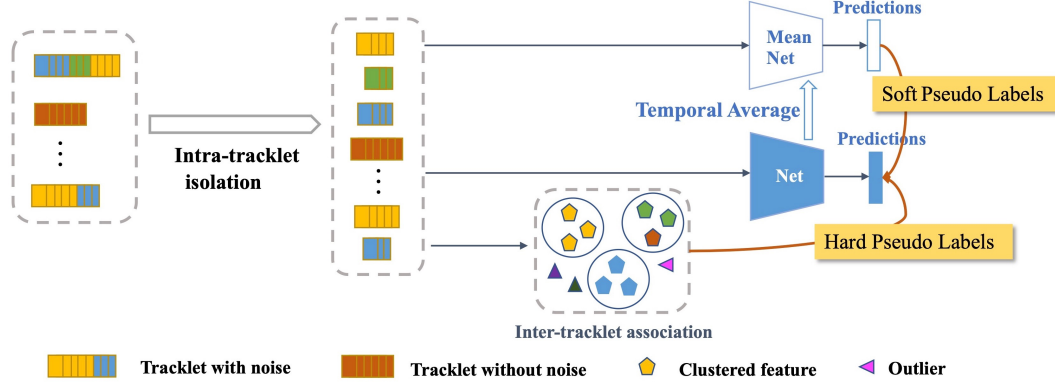 Predictions
Mean
Net
Soft Pseudo Labels
Temporal Average
Predictions
Intra-tracklet
isolation
Net
Hard Pseudo Labels
Inter-tracklet association
Tracklet with noise
Tracklet without noise
Clustered feature
Outlier